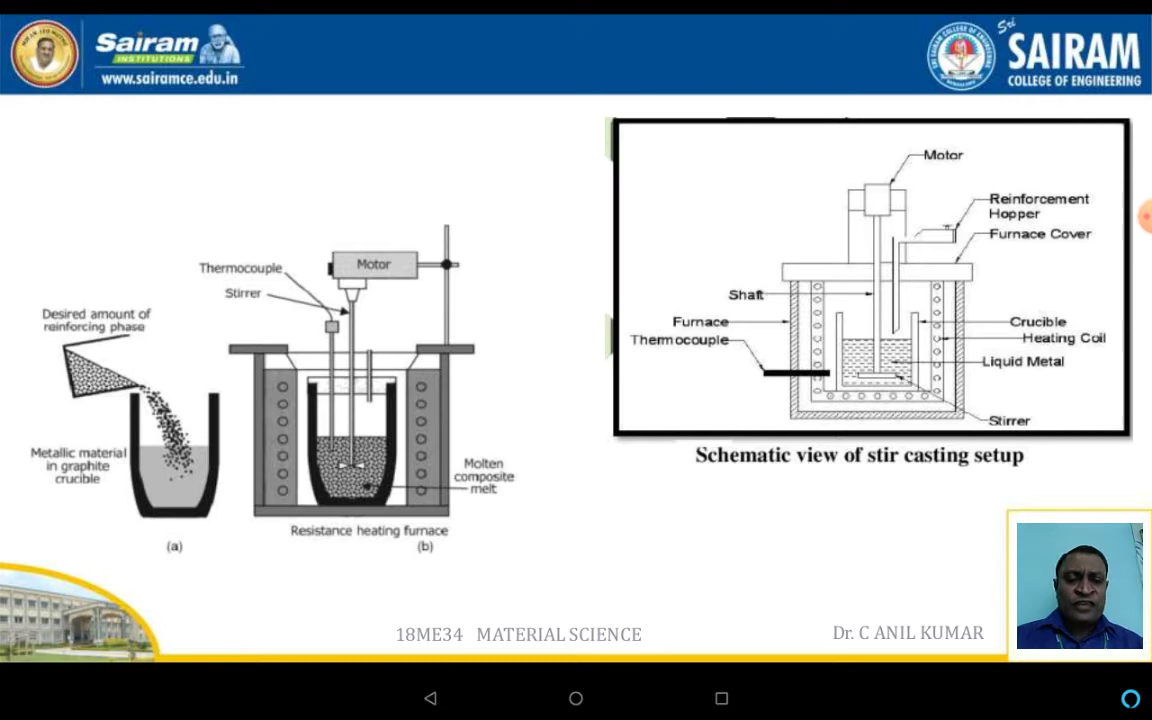 Sairam
INSTITUTIONS
www.sairamce.edu.in
Sri
SAIRAM
COLLEGE OF ENGINEERING
Thermocouple
Motor
Stirrer
Desired amount of
reinforcing phase
Metallic material
in graphite
crucible
Molten
composite
melt
Resistance heating furnace
(a)
(b)
Motor
Reinforcement
Hopper
Furnace Cover
Shaft
Furnace
Crucible
Thermocouple
Heating Coil
Liquid Metal
Stirrer
Schematic view of stir casting setup
18ME34 MATERIAL SCIENCE
Dr. C ANIL KUMAR